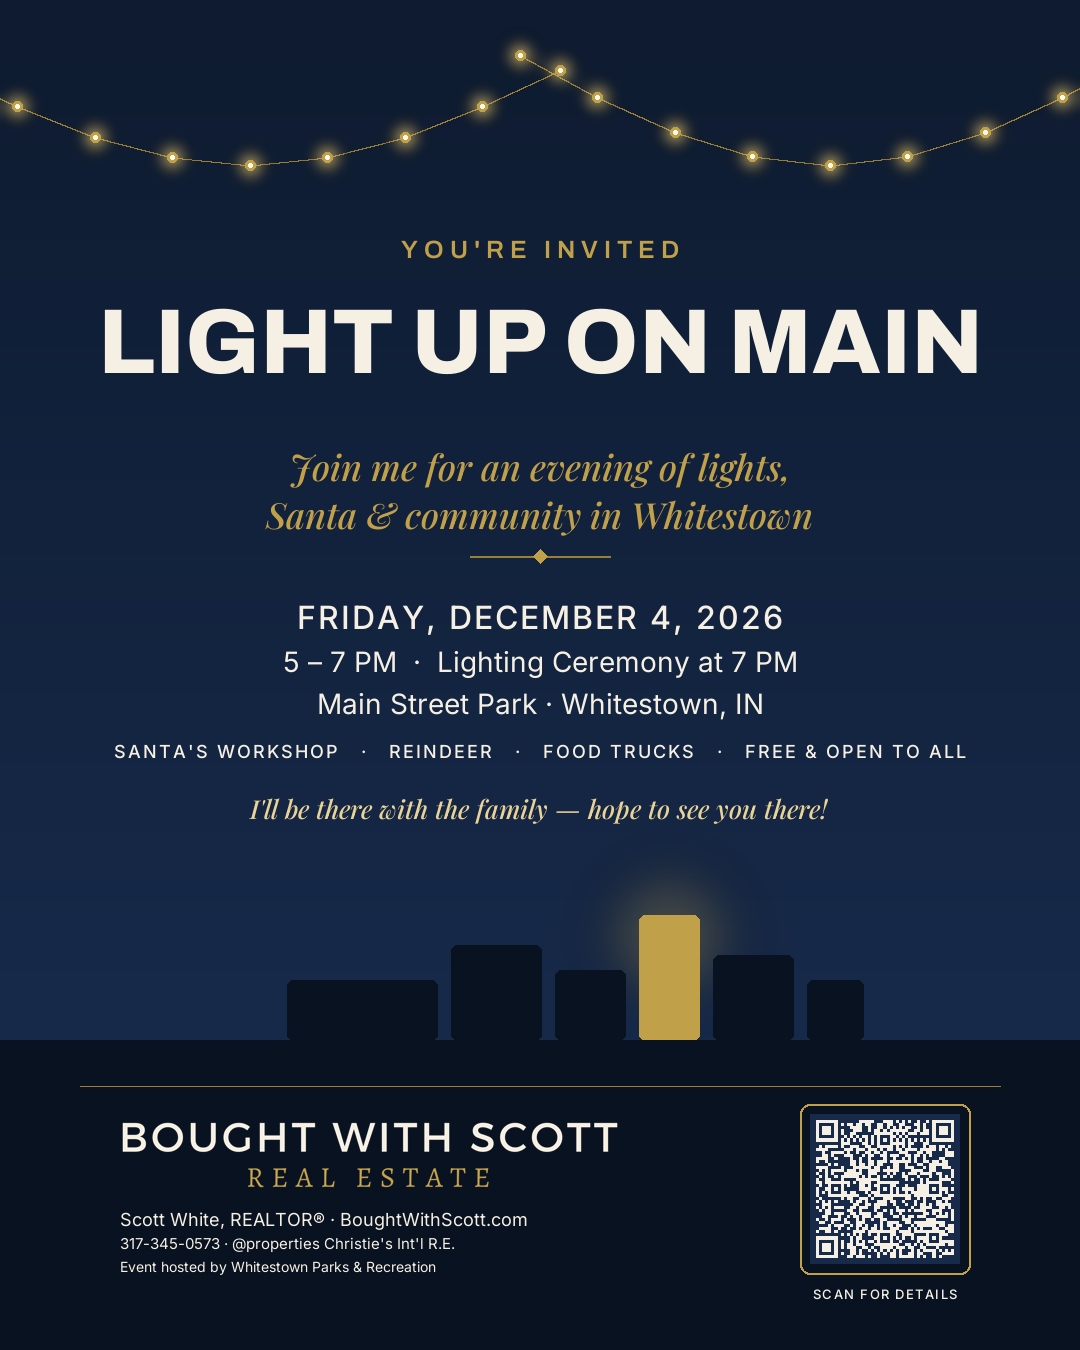 YOU'RE INVITED
LIGHT UP ON MAIN
Join me for an evening of lights,
Santa & community in Whitestown
FRIDAY, DECEMBER 4, 2026
5 – 7 PM · Lighting Ceremony at 7 PM
Main Street Park · Whitestown, IN
SANTA'S WORKSHOP · REINDEER · FOOD TRUCKS · FREE & OPEN TO ALL
I'll be there with the family — hope to see you there!
BOUGHT WITH SCOTT
REAL ESTATE
Scott White, REALTOR® · BoughtWithScott.com
317-345-0573 · @properties Christie's Int'l R.E.
Event hosted by Whitestown Parks & Recreation
SCAN FOR DETAILS